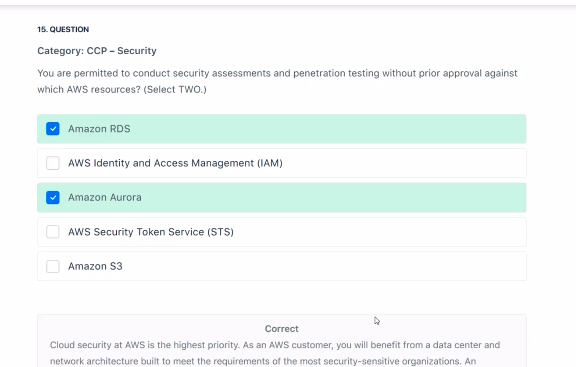 15. QUESTION
Category: CCP – Security
You are permitted to conduct security assessments and penetration testing without prior approval against
which AWS resources? (Select TWO.)
Amazon RDS
AWS Identity and Access Management (IAM)
Amazon Aurora
AWS Security Token Service (STS)
Amazon S3
Correct
Cloud security at AWS is the highest priority. As an AWS customer, you will benefit from a data center and
network architecture built to meet the requirements of the most security-sensitive organizations. An